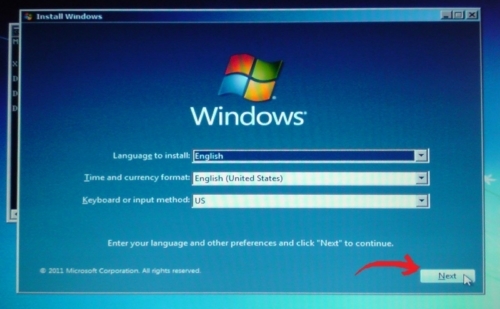 Install Windows
Windows
Language to install: English
Time and currency format: English (United States)
Keyboard or input method: US
Enter your language and other preferences and click "Next" to continue.
© 2011 Microsoft Corporation. All rights reserved.
Next